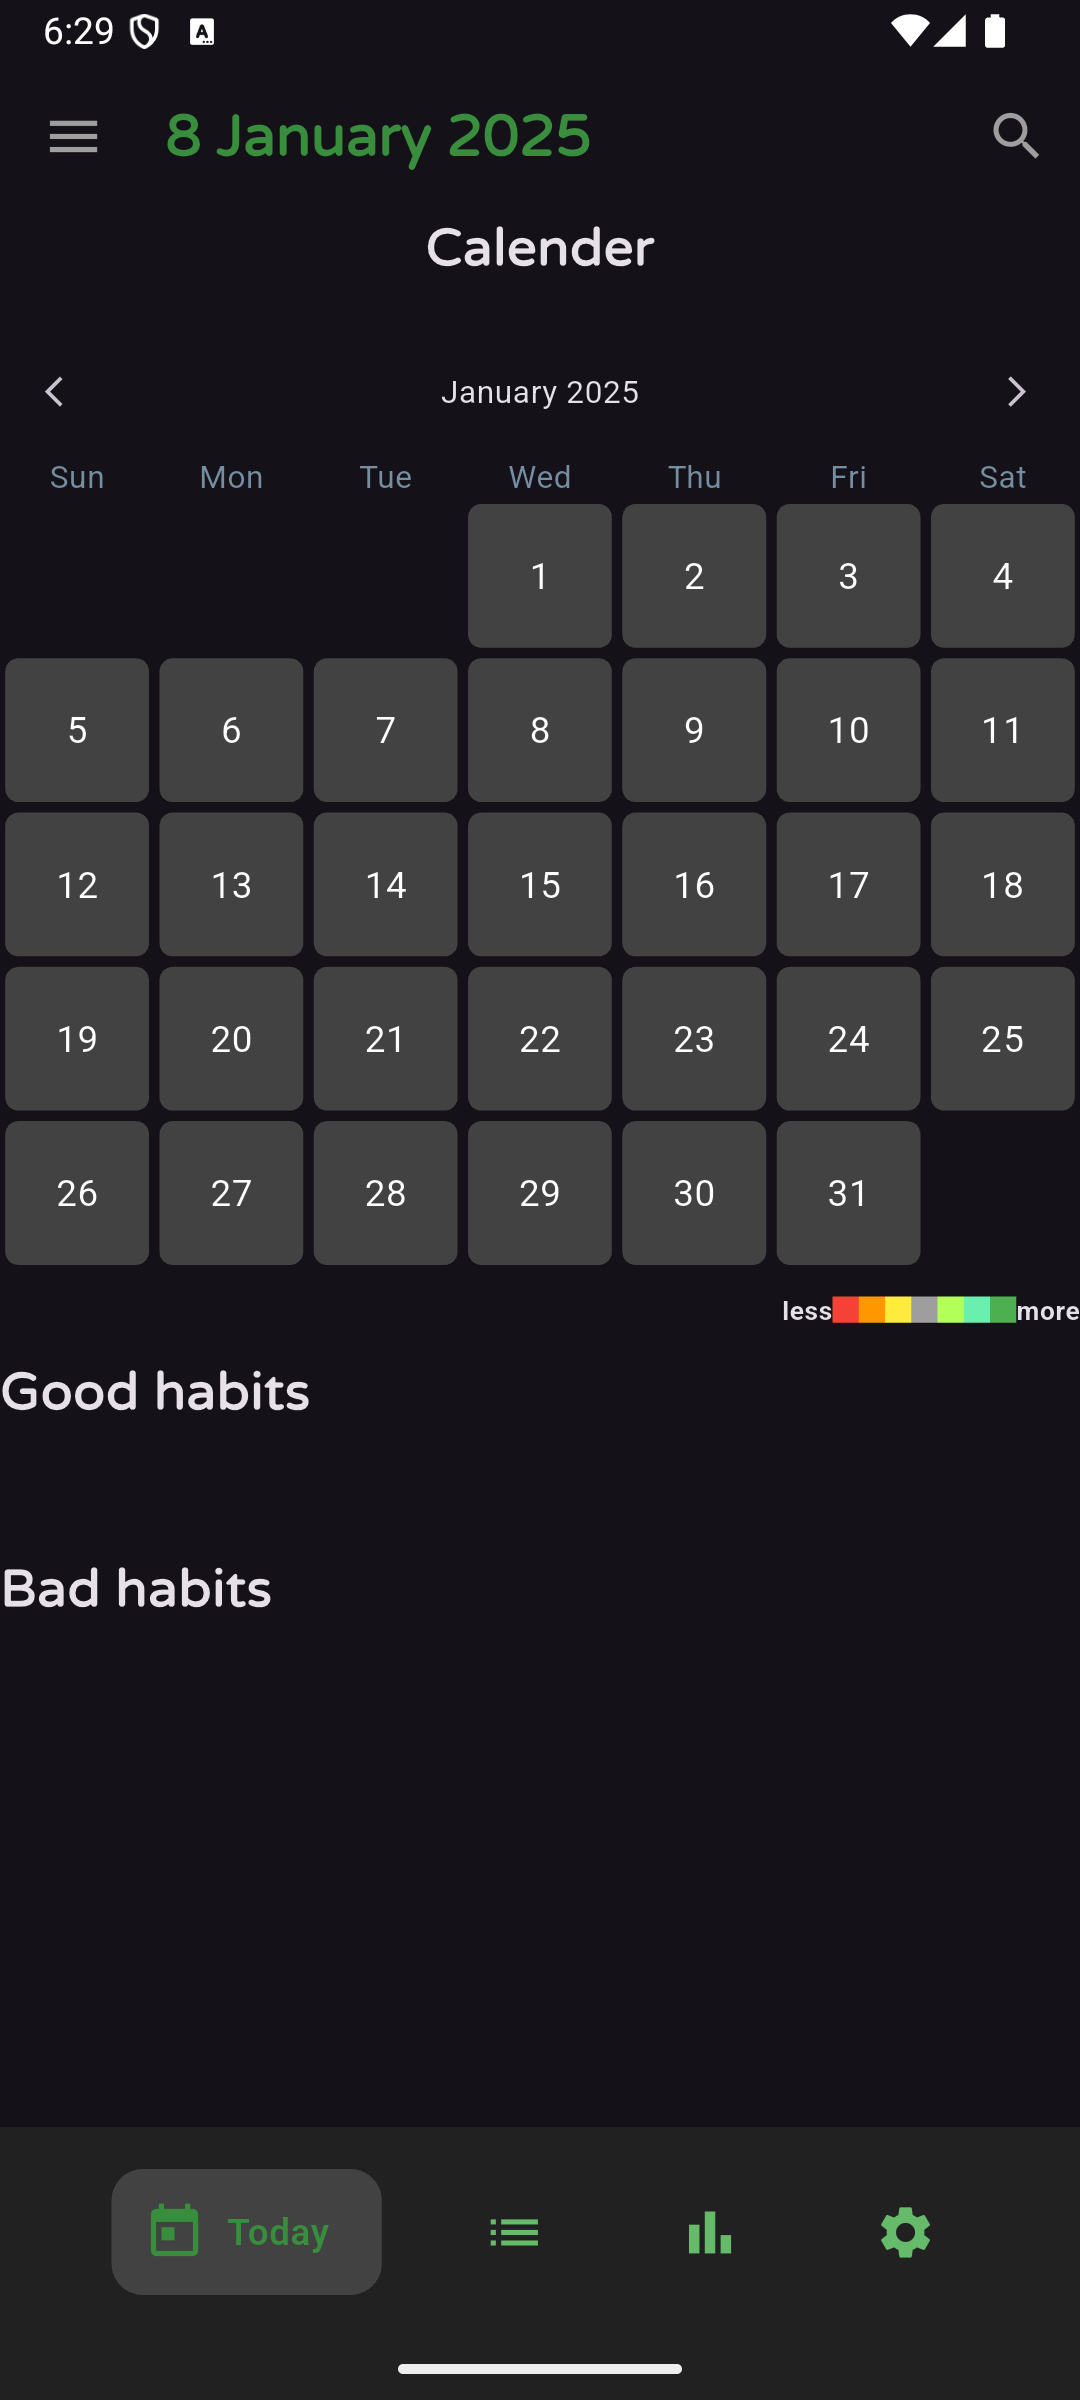 6:29
8 January 2025
Calender
January 2025
Sun Mon Tue Wed Thu Fri Sat
1 2 3 4
5 6 7 8 9 10 11
12 13 14 15 16 17 18
19 20 21 22 23 24 25
26 27 28 29 30 31
less more
Good habits
Bad habits
Today